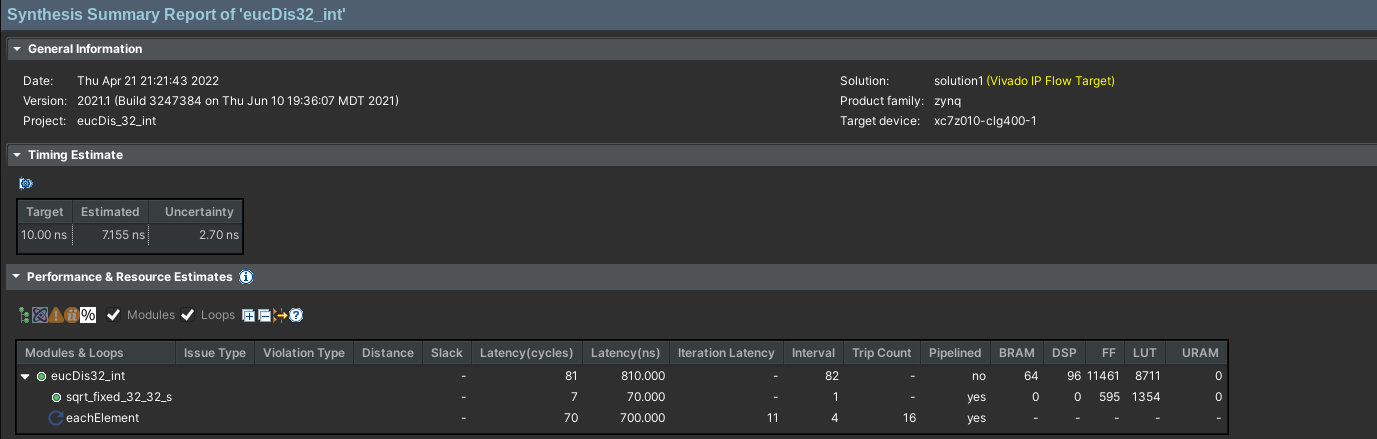 Synthesis Summary Report of 'eucDis32_int'
General Information
Date: Thu Apr 21 21:21:43 2022
Solution: solution1 (Vivado IP Flow Target)
Version: 2021.1 (Build 3247384 on Thu Jun 10 19:36:07 MDT 2021)
Product family: zynq
Project: eucDis_32_int
Target device: xc7z010-clg400-1
Timing Estimate
Target Estimated Uncertainty
10.00 ns 7.155 ns 2.70 ns
Performance & Resource Estimates
% Modules Loops
Modules & Loops Issue Type Violation Type Distance Slack Latency(cycles) Latency(ns) Iteration Latency Interval Trip Count Pipelined BRAM DSP FF LUT URAM
eucDis32_int - 81 810.000 - 82 - no 64 96 11461 8711 0
sqrt_fixed_32_32_s - 7 70.000 - 1 - yes 0 0 595 1354 0
eachElement - 70 700.000 11 4 16 yes - - - - -